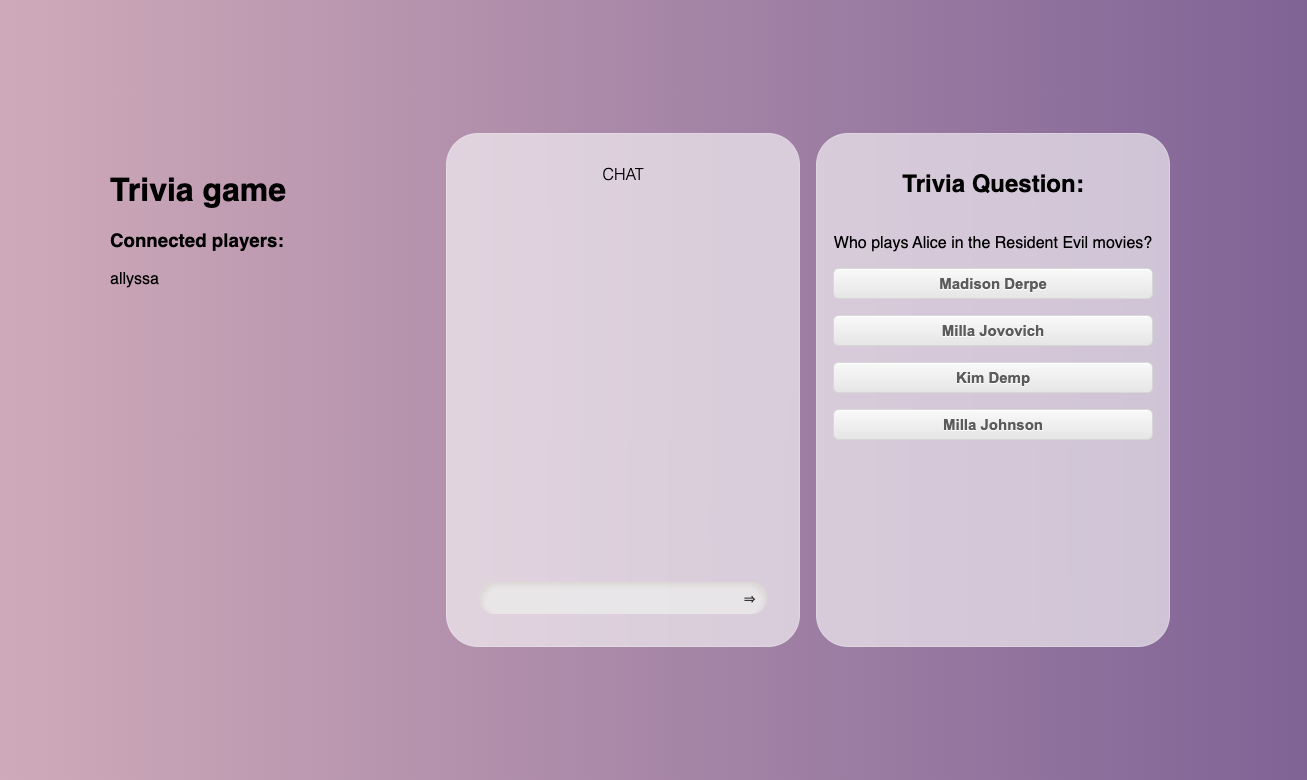 Trivia game
Connected players:
allyssa
CHAT
⇒
Trivia Question:
Who plays Alice in the Resident Evil movies?
Madison Derpe
Milla Jovovich
Kim Demp
Milla Johnson